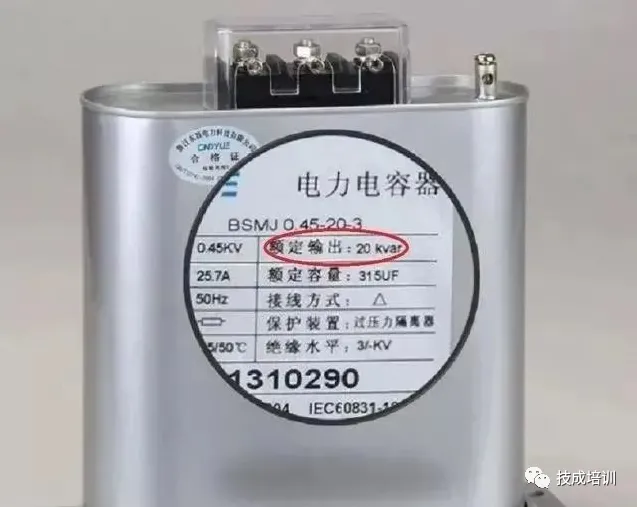 CNDYUE
合格证
电力电容器
BSMJ 0.45-20-3
0.45KV 额定输出：20 kvar
25.7A 额定容量：315UF
50Hz 接线方式：△
保护装置：过压力隔离器
5/50℃ 绝缘水平：3/-KV
1310290
IEC60831-1
技成培训